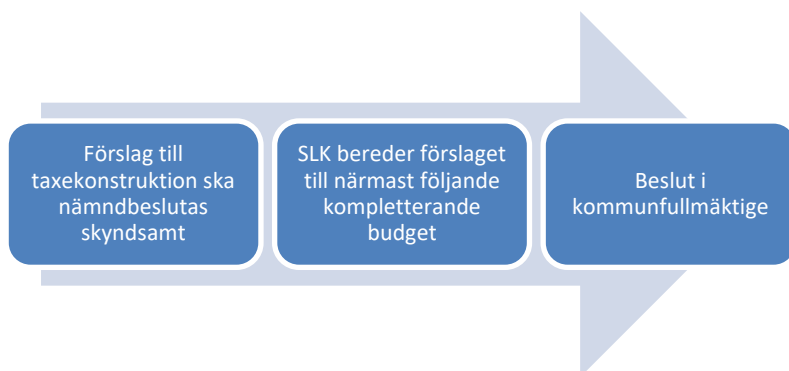 Förslag till
taxekonstruktion ska
nämndbeslutas
skyndsamt
SLK bereder förslaget
till närmast följande
kompletterande
budget
Beslut i
kommunfullmäktige